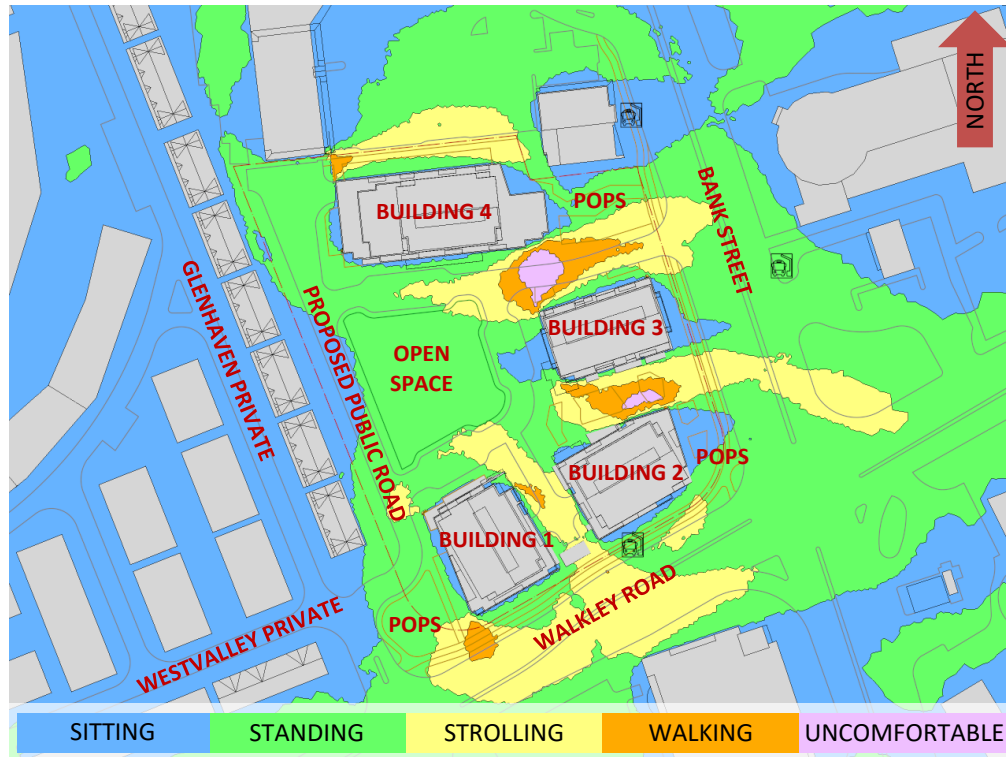 NORTH
BUILDING 4
POPS
BANK STREET
GLENHAVEN PRIVATE
PROPOSED PUBLIC ROAD
BUILDING 3
OPEN
SPACE
BUILDING 2
POPS
BUILDING 1
WALKLEY ROAD
POPS
WESTVALLEY PRIVATE
SITTING
STANDING
STROLLING
WALKING
UNCOMFORTABLE